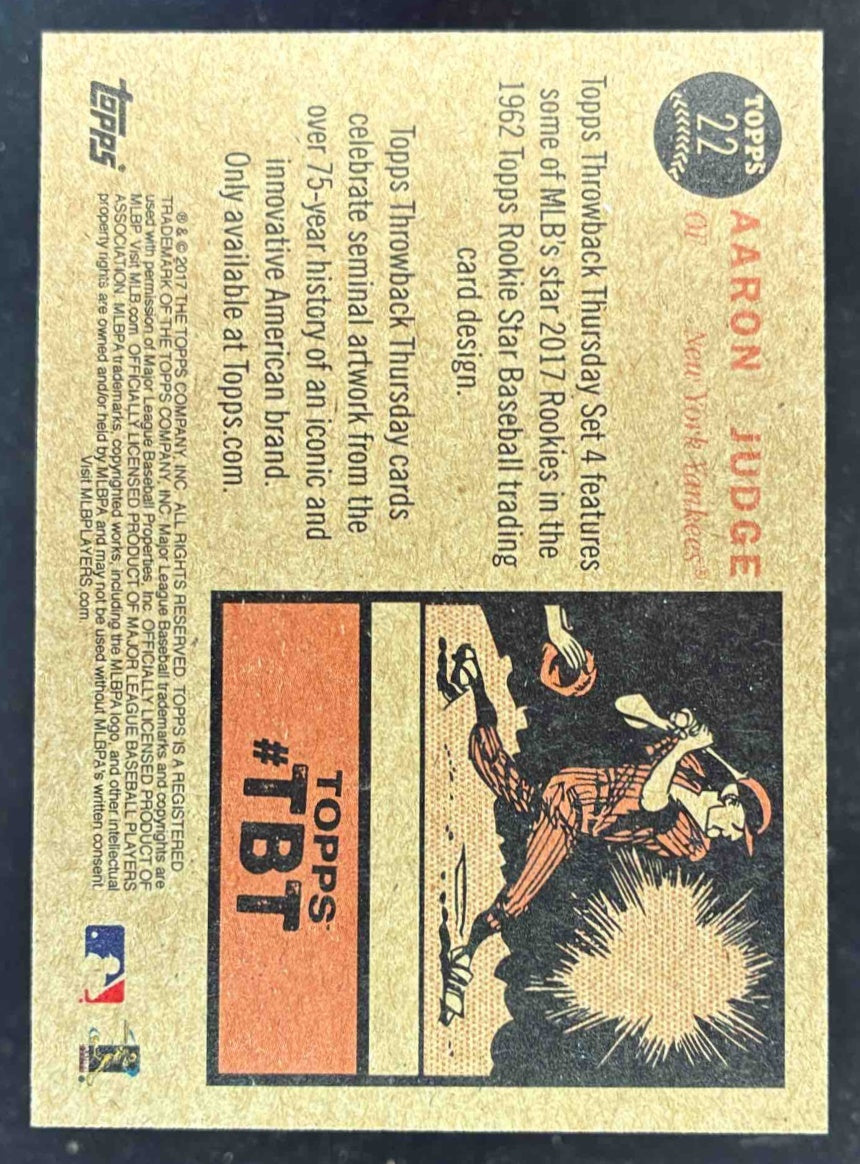 TOPPS
22
AARON JUDGE
OF New York Yankees®
Topps Throwback Thursday Set 4 features
some of MLB's star 2017 Rookies in the
1962 Topps Rookie Star Baseball trading
card design.
Topps Throwback Thursday cards
celebrate seminal artwork from the
over 75-year history of an iconic and
innovative American brand.
Only available at Topps.com.
TOPPS
#TBT
topps®
® & © 2017 THE TOPPS COMPANY, INC. ALL RIGHTS RESERVED. TOPPS IS A REGISTERED
TRADEMARK OF THE TOPPS COMPANY, INC. Major League Baseball trademarks and copyrights are
used with permission of Major League Baseball Properties, Inc. OFFICIALLY LICENSED PRODUCT OF
MLBP. Visit MLB.com. OFFICIALLY LICENSED PRODUCT OF MAJOR LEAGUE BASEBALL PLAYERS
ASSOCIATION. MLBPA trademarks, copyrighted works, including the MLBPA logo, and other intellectual
property rights are owned and/or held by MLBPA and may not be used without MLBPA's written consent.
Visit MLBPLAYERS.com.